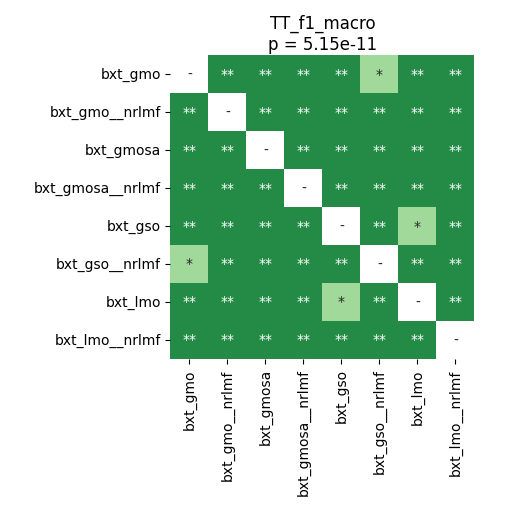 TT_f1_macro
p = 5.15e-11
bxt_gmo - ** ** ** ** * ** **
bxt_gmo__nrlmf ** - ** ** ** ** ** **
bxt_gmosa ** ** - ** ** ** ** **
bxt_gmosa__nrlmf ** ** ** - ** ** ** **
bxt_gso ** ** ** ** - ** * **
bxt_gso__nrlmf * ** ** ** ** - ** **
bxt_lmo ** ** ** ** * ** - **
bxt_lmo__nrlmf ** ** ** ** ** ** ** -
bxt_gmo
bxt_gmo__nrlmf
bxt_gmosa
bxt_gmosa__nrlmf
bxt_gso
bxt_gso__nrlmf
bxt_lmo
bxt_lmo__nrlmf